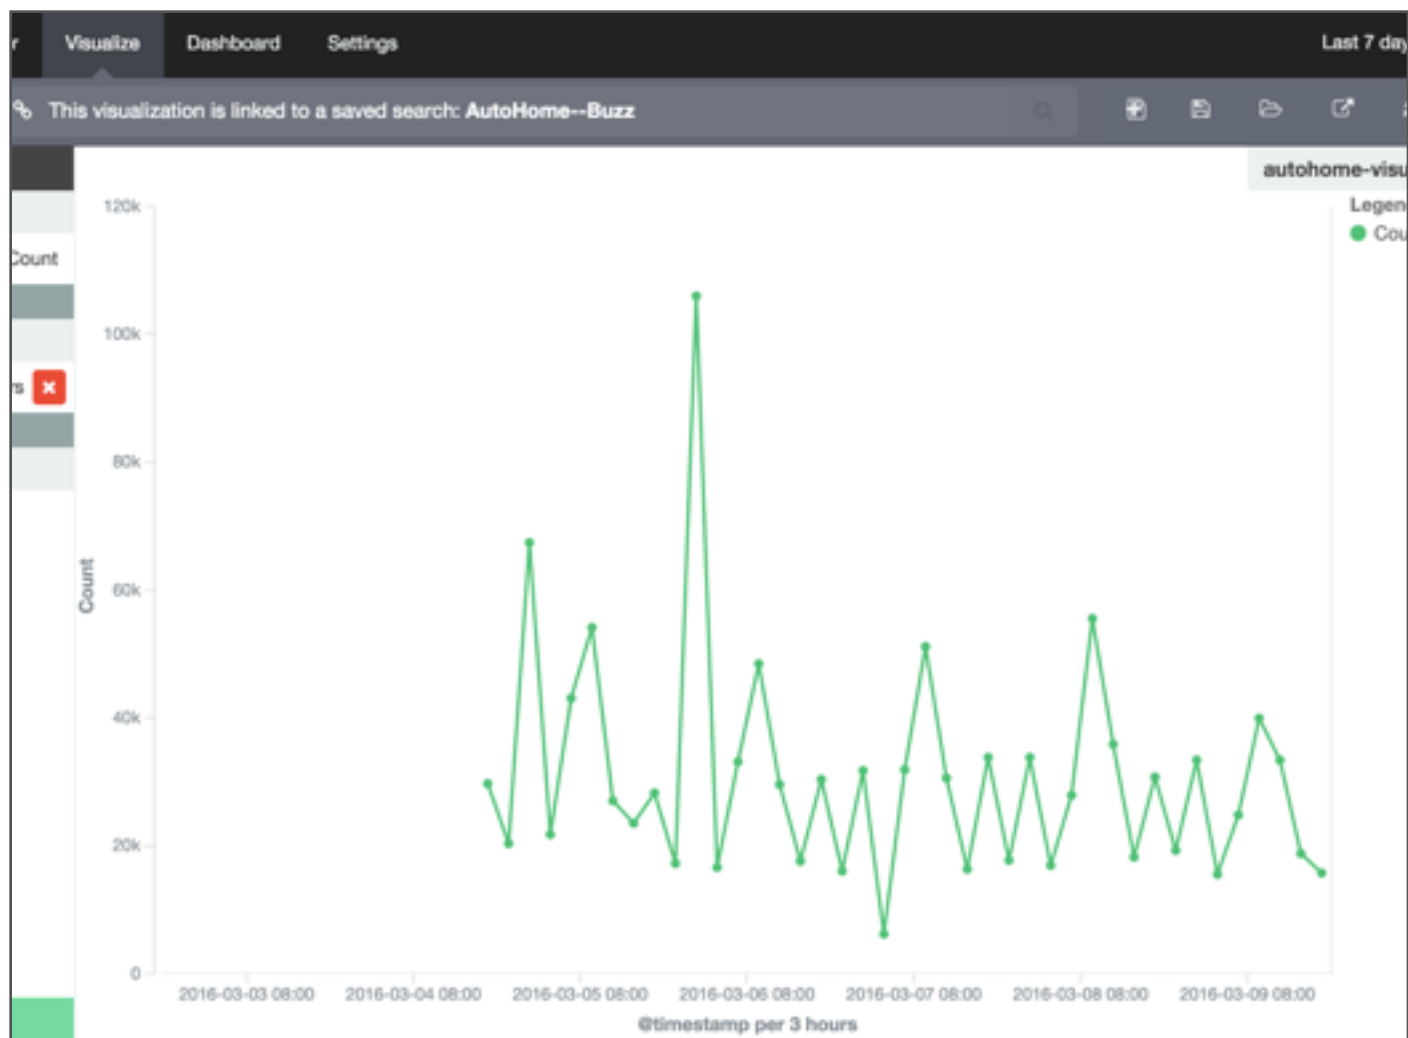 r Visualize Dashboard Settings Last 7 day
This visualization is linked to a saved search: AutoHome--Buzz
autohome-visu
Legen
Cou
Count
rs
120k
100k
80k
60k
40k
20k
0
Count
2016-03-03 08:00 2016-03-04 08:00 2016-03-05 08:00 2016-03-06 08:00 2016-03-07 08:00 2016-03-08 08:00 2016-03-09 08:00
@timestamp per 3 hours